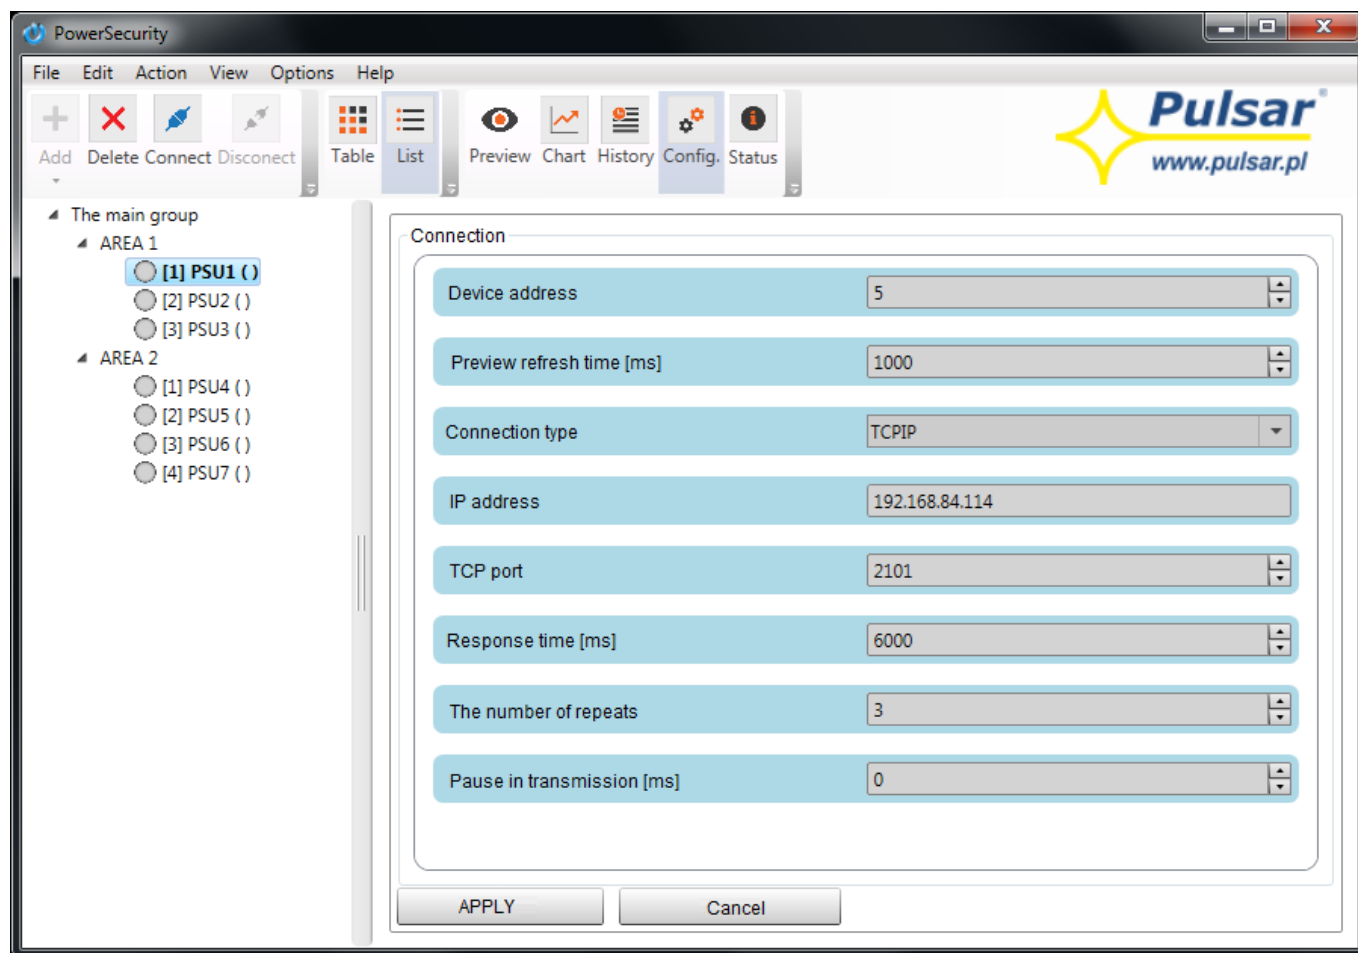 PowerSecurity
File Edit Action View Options Help
Add Delete Connect Disconect Table List Preview Chart History Config. Status
Pulsar®
www.pulsar.pl
The main group
AREA 1
[1] PSU1 ( )
[2] PSU2 ( )
[3] PSU3 ( )
AREA 2
[1] PSU4 ( )
[2] PSU5 ( )
[3] PSU6 ( )
[4] PSU7 ( )
Connection
Device address 5
Preview refresh time [ms] 1000
Connection type TCPIP
IP address 192.168.84.114
TCP port 2101
Response time [ms] 6000
The number of repeats 3
Pause in transmission [ms] 0
APPLY Cancel